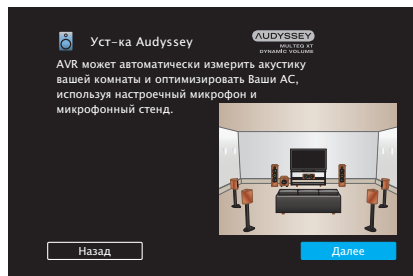 Уст-ка Audyssey
AUDYSSEY
MULTEQ XT
DYNAMIC VOLUME
AVR может автоматически измерить акустику
вашей комнаты и оптимизировать Ваши АС,
используя настроечный микрофон и
микрофонный стенд.
Назад
Далее